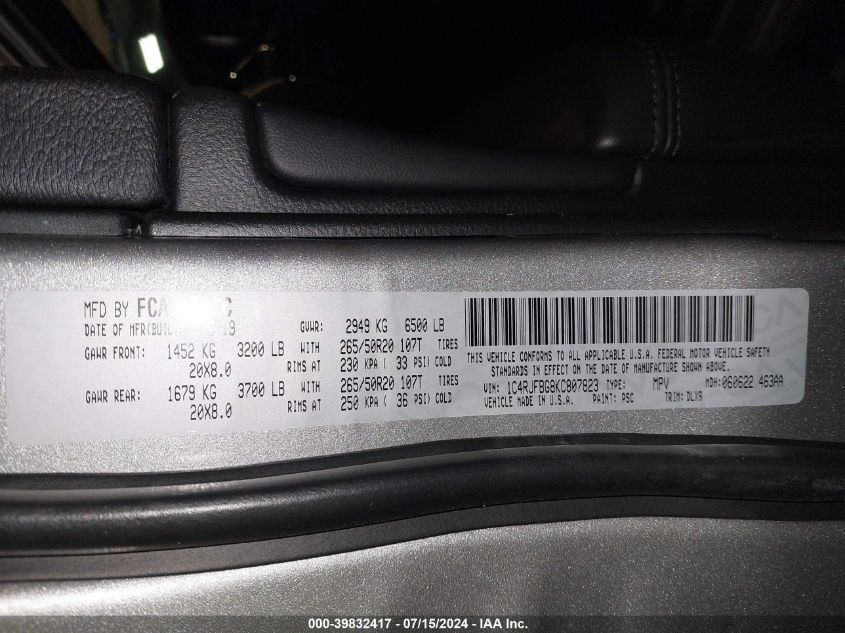 MFD BY FCA
DATE OF MFR 19 GVWR: 2949 KG 6500 LB
GAWR FRONT: 1452 KG 3200 LB WITH 265/50R20 107T TIRES
20X8.0 RIMS AT 230 KPA ( 33 PSI) COLD
GAWR REAR: 1679 KG 3700 LB WITH 265/50R20 107T TIRES
20X8.0 RIMS AT 250 KPA ( 36 PSI) COLD
THIS VEHICLE CONFORMS TO ALL APPLICABLE U.S.A. FEDERAL MOTOR VEHICLE SAFETY
STANDARDS IN EFFECT ON THE DATE OF MANUFACTURE SHOWN ABOVE
VIN: 1C4RJFBG8KC807823 TYPE: MPV MDH: 060622 463AA
VEHICLE MADE IN U.S.A. PAINT: PSC TRIM: DLX9
000-39832417 - 07/15/2024 - IAA Inc.